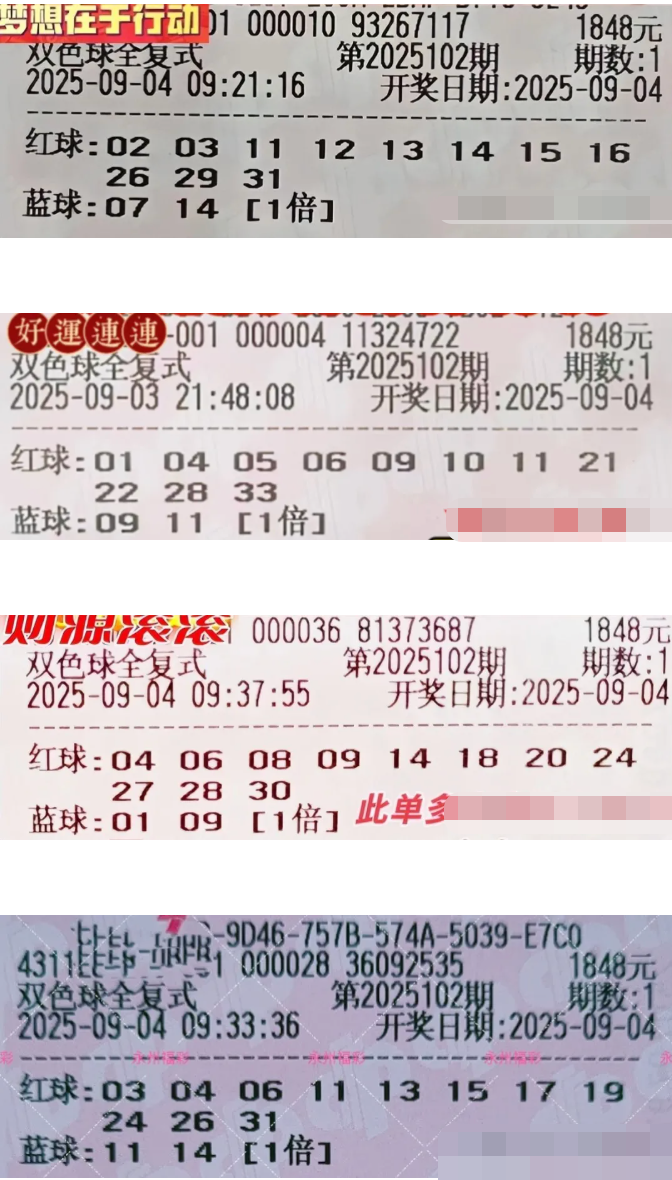 梦想在于行动
01 000010 93267117 1848元
双色球全复式 第2025102期 期数:1
2025-09-04 09:21:16 开奖日期:2025-09-04
红球:02 03 11 12 13 14 15 16
26 29 31
蓝球:07 14 [1倍]
好運連連-001 000004 11324722 1848元
双色球全复式 第2025102期 期数:1
2025-09-03 21:48:08 开奖日期:2025-09-04
红球:01 04 05 06 09 10 11 21
22 28 33
蓝球:09 11 [1倍]
财源滚滚 000036 81373687 1848元
双色球全复式 第2025102期 期数:1
2025-09-04 09:37:55 开奖日期:2025-09-04
红球:04 06 08 09 14 18 20 24
27 28 30
蓝球:01 09 [1倍] 此单多
-9D46-757B-574A-5039-E7C0
4311 1 000028 36092535 1848元
双色球全复式 第2025102期 期数:1
2025-09-04 09:33:36 开奖日期:2025-09-04
红球:03 04 06 11 13 15 17 19
24 26 31
蓝球:11 14 [1倍]